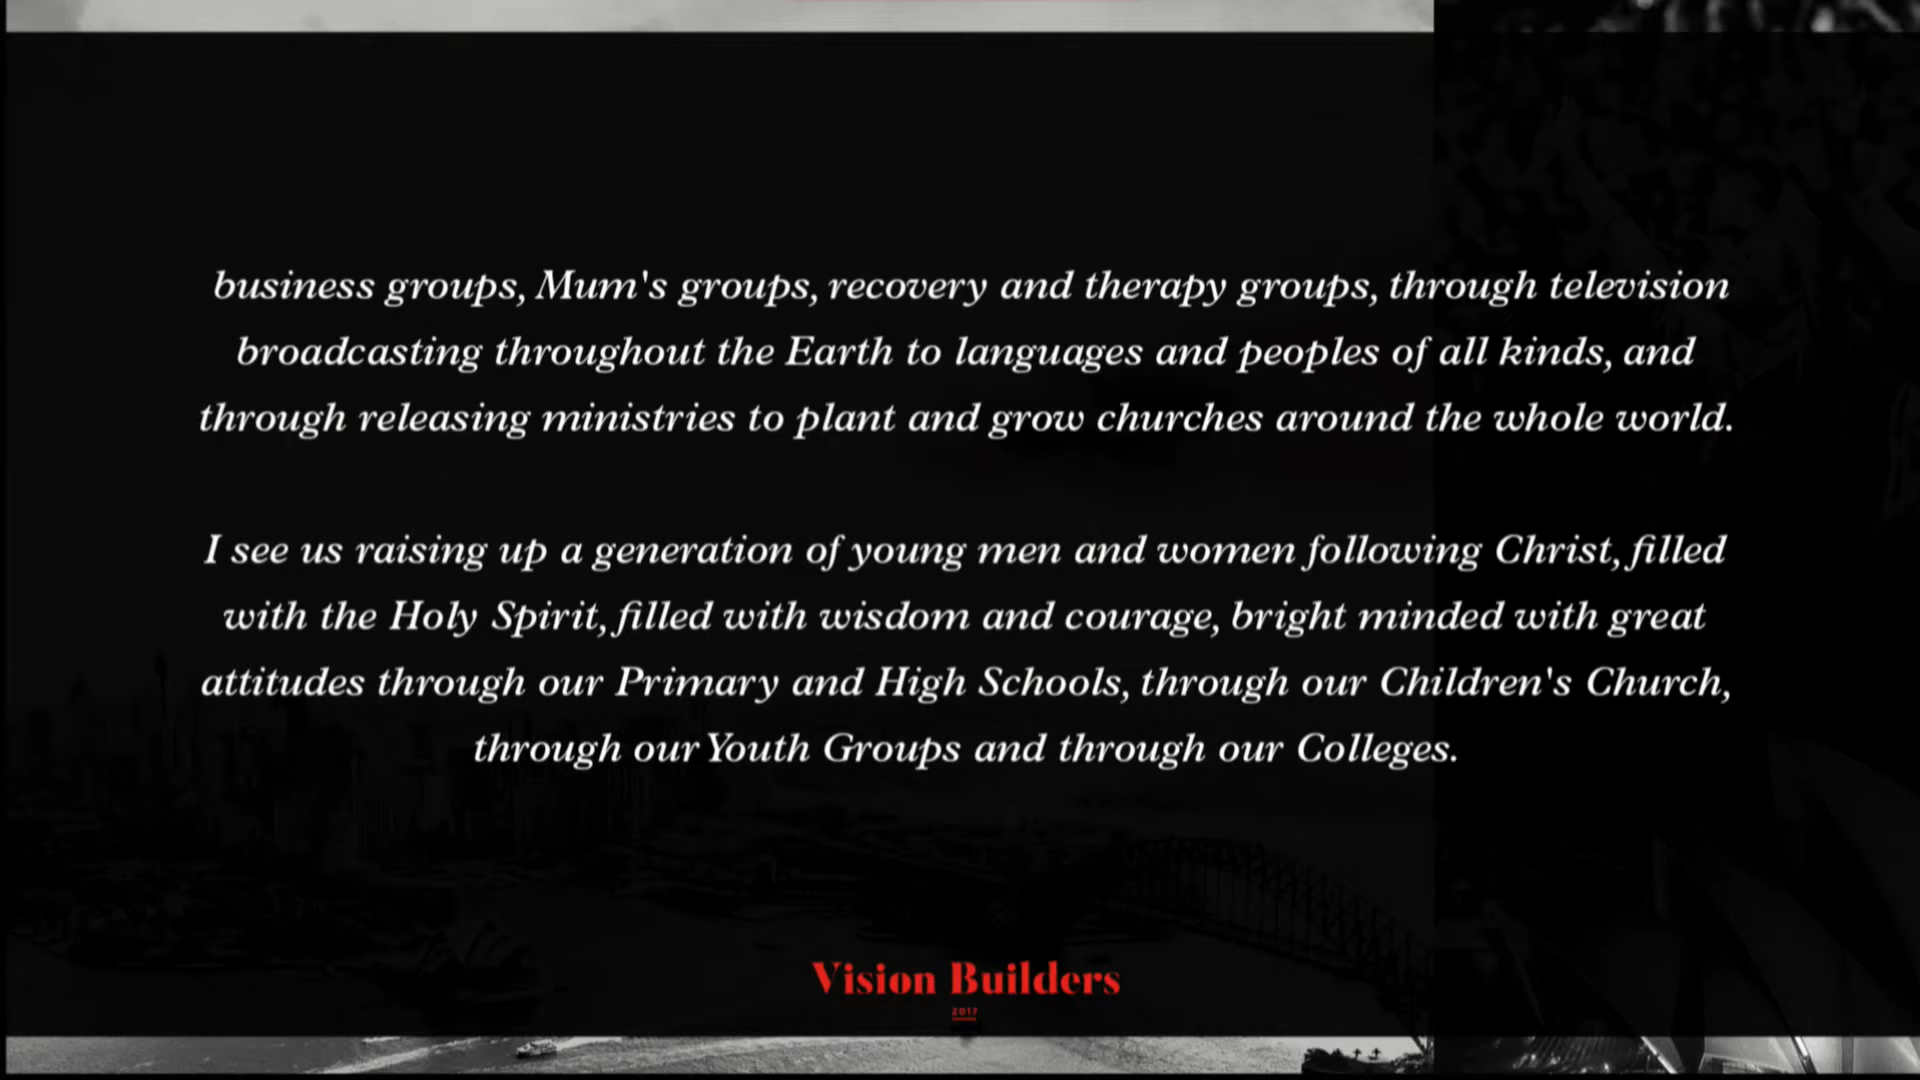 business groups, Mum's groups, recovery and therapy groups, through television
broadcasting throughout the Earth to languages and peoples of all kinds, and
through releasing ministries to plant and grow churches around the whole world.
I see us raising up a generation of young men and women following Christ, filled
with the Holy Spirit, filled with wisdom and courage, bright minded with great
attitudes through our Primary and High Schools, through our Children's Church,
through our Youth Groups and through our Colleges.
Vision Builders
2017